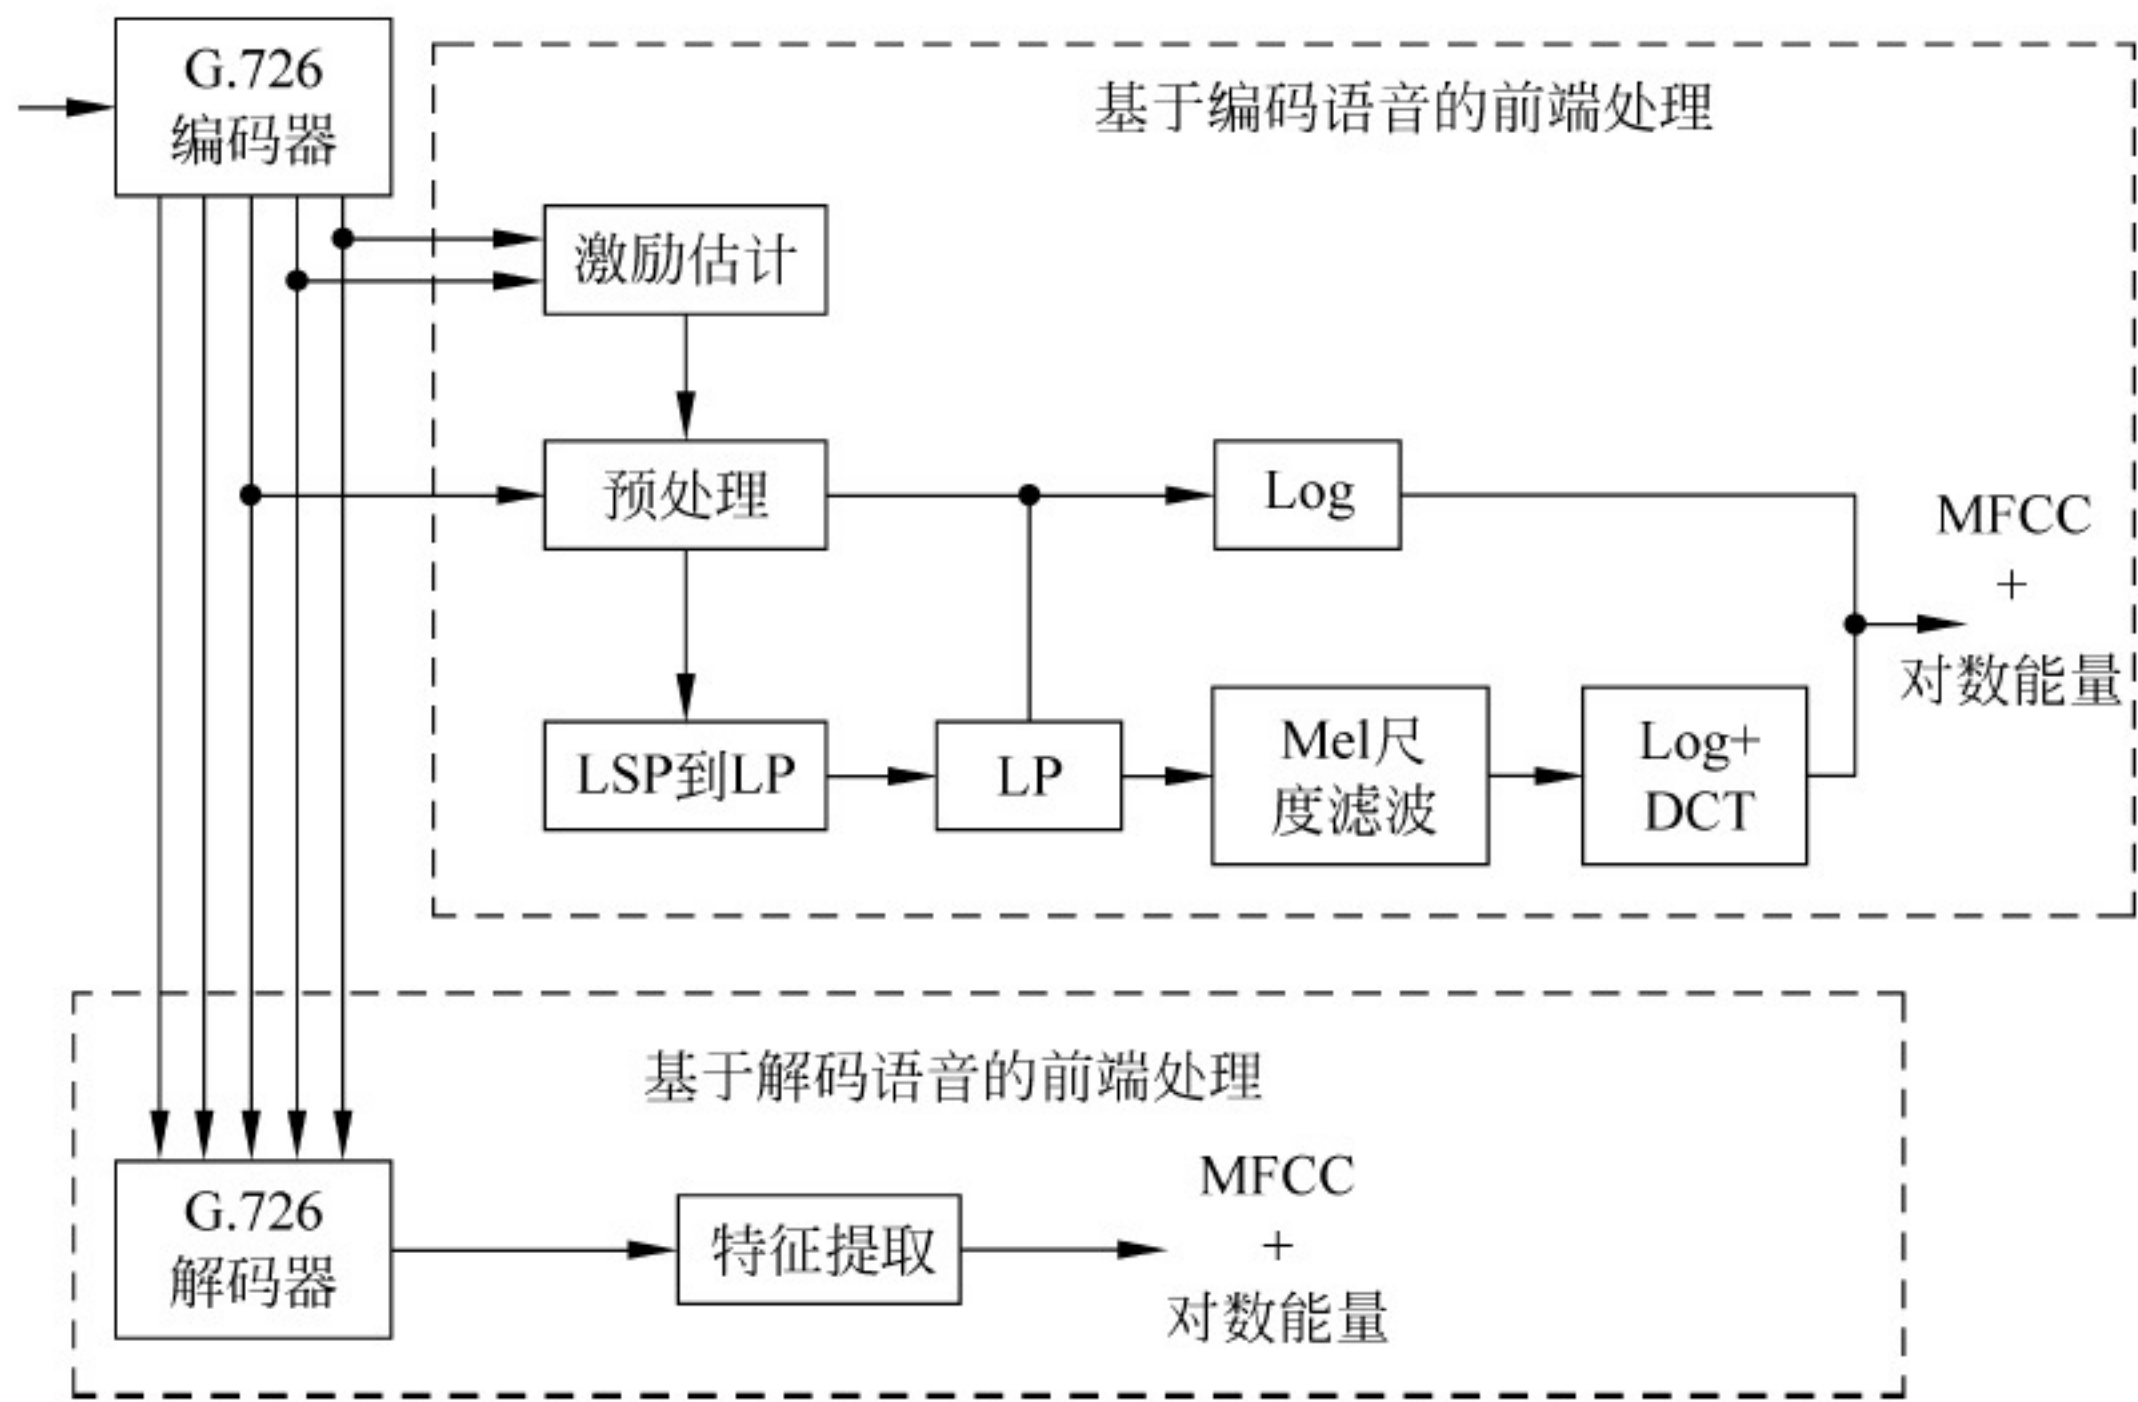 G.726
编码器
基于编码语音的前端处理
激励估计
预处理
Log
MFCC
+
对数能量
LSP到LP
LP
Mel尺
度滤波
Log+
DCT
基于解码语音的前端处理
G.726
解码器
特征提取
MFCC
+
对数能量